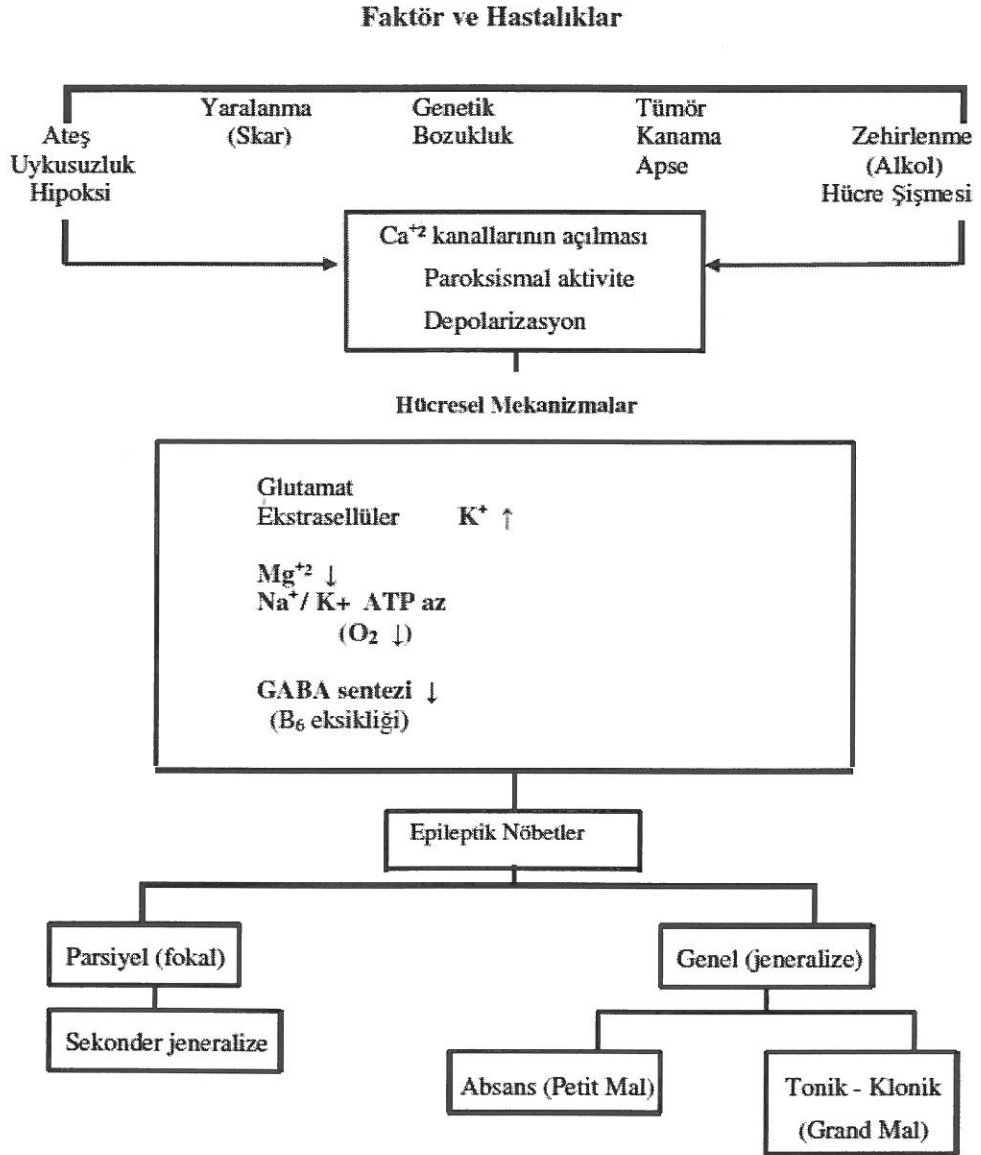 Faktör ve Hastalıklar
Ateş
Uykusuzluk
Hipoksi
Yaralanma
(Skar)
Genetik
Bozukluk
Tümör
Kanama
Apse
Zehirlenme
(Alkol)
Hücre Şişmesi
Ca⁺² kanallarının açılması
Paroksismal aktivite
Depolarizasyon
Hücresel Mekanizmalar
Glutamat
Ekstrasellüler K⁺ ↑
Mg⁺² ↓
Na⁺/ K+ ATP az
(O₂ ↓)
GABA sentezi ↓
(B₆ eksikliği)
Epileptik Nöbetler
Parsiyel (fokal)
Sekonder jeneralize
Genel (jeneralize)
Absans (Petit Mal)
Tonik - Klonik
(Grand Mal)